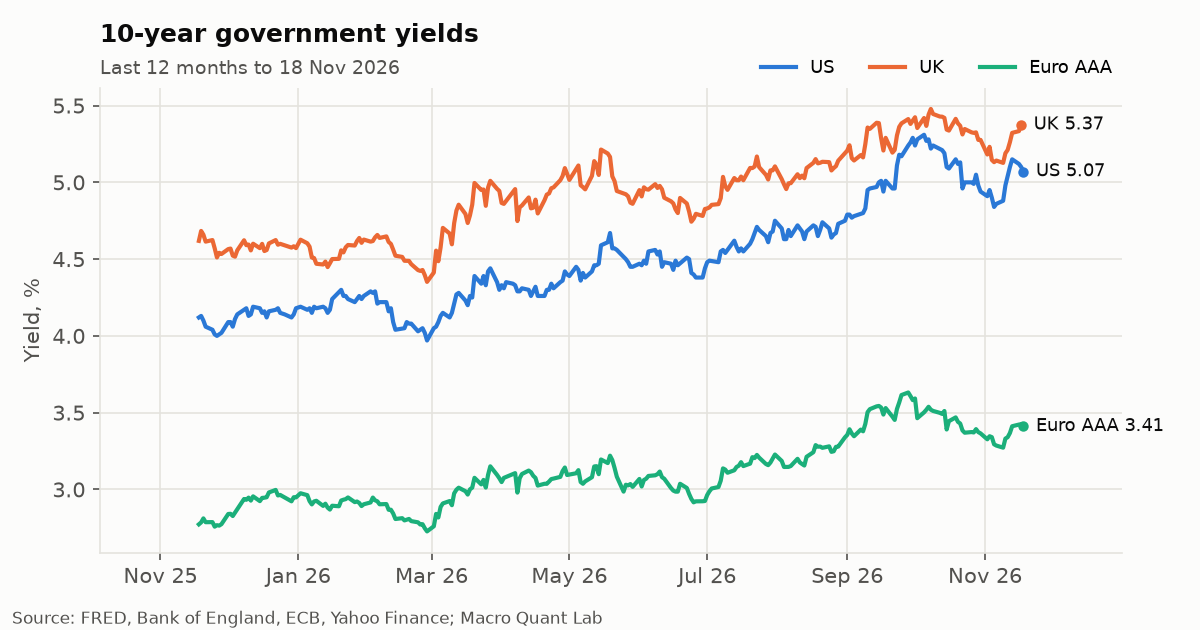 10-year government yields
Last 12 months to 18 Nov 2026
US
UK
Euro AAA
Yield, %
5.5
5.0
4.5
4.0
3.5
3.0
UK 5.37
US 5.07
Euro AAA 3.41
Nov 25
Jan 26
Mar 26
May 26
Jul 26
Sep 26
Nov 26
Source: FRED, Bank of England, ECB, Yahoo Finance; Macro Quant Lab